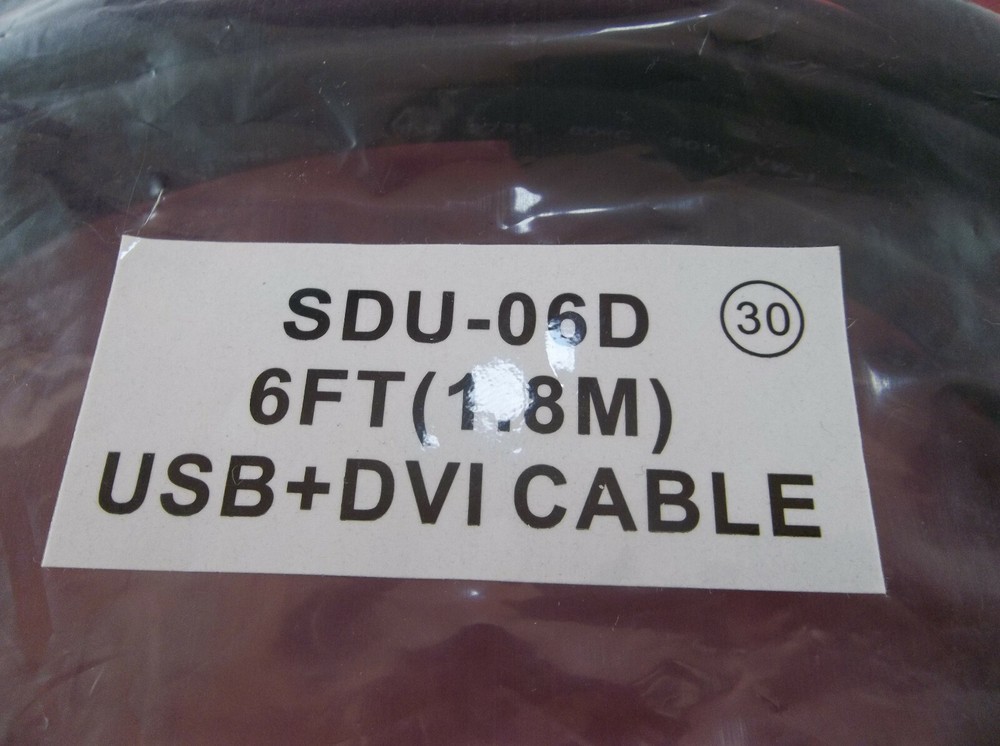 SDU-06D 30
6FT(1.8M)
USB+DVI CABLE